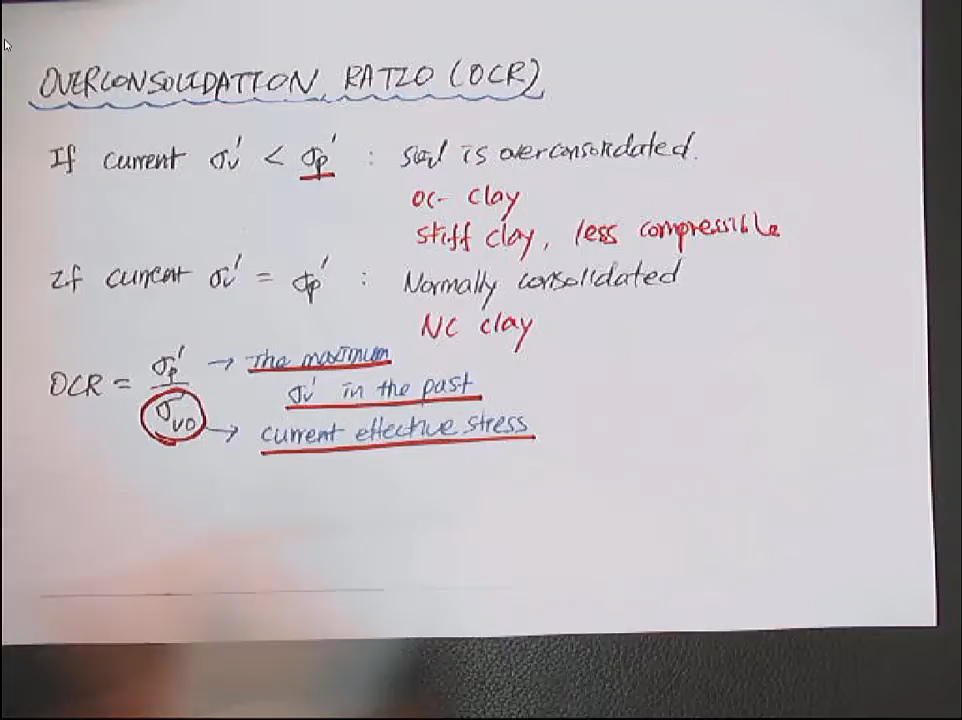 OVERCONSOLIDATION RATIO (OCR)
If current σv' < σp' : soil is overconsolidated.
OC- clay
stiff clay, less compressible
If current σv' = σp' : Normally consolidated
NC clay
OCR = σp' / σvo
→ The maximum
σv' in the past
→ current effective stress